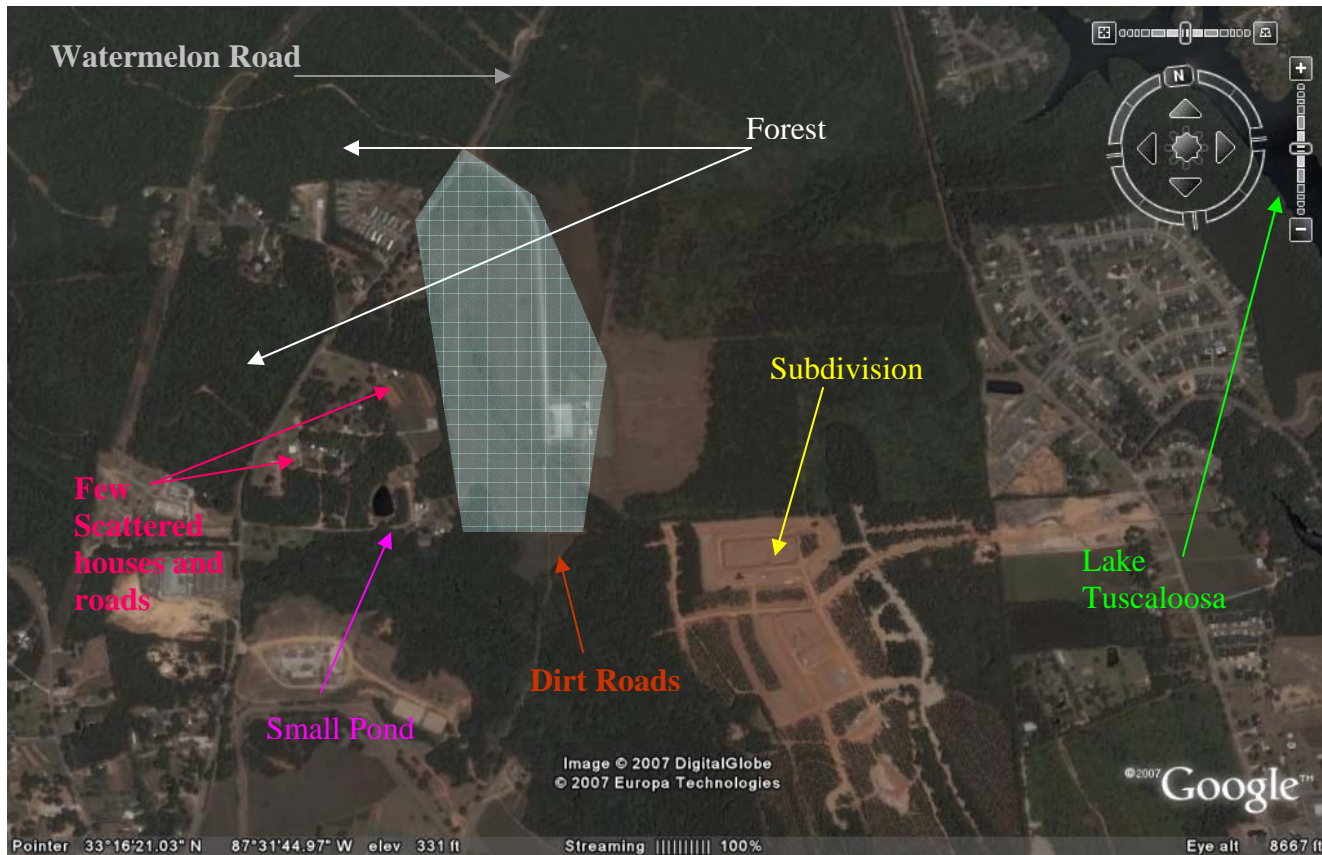 Watermelon Road
N
Forest
Subdivision
Few
Scattered
houses and
roads
Lake
Tuscaloosa
Dirt Roads
Small Pond
Image © 2007 DigitalGlobe
© 2007 Europa Technologies
©2007 Google™
Pointer 33°16'21.03" N 87°31'44.97" W elev 331 ft Streaming |||||||||| 100% Eye alt 8667 ft